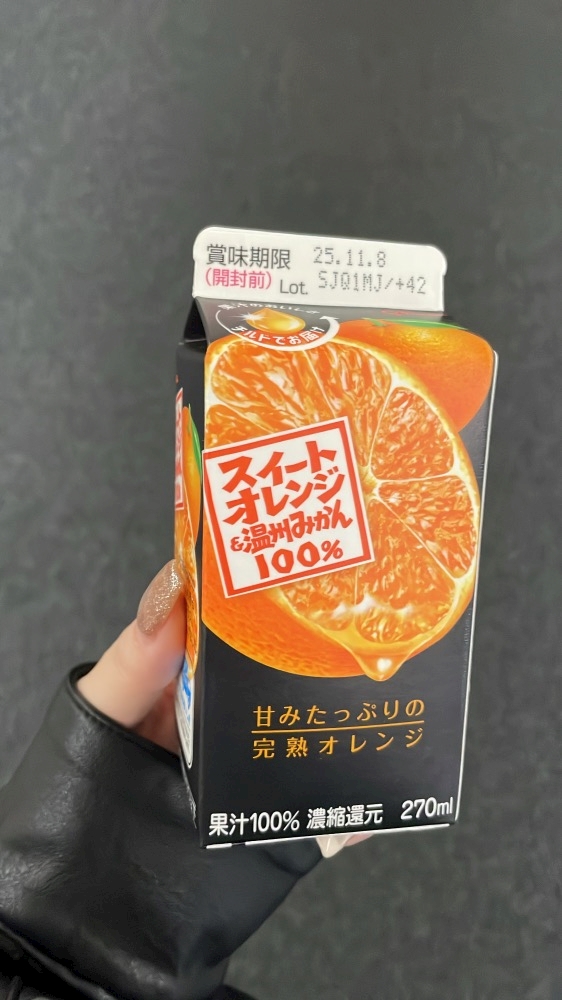 賞味期限 25.11.8
(開封前) Lot. SJQ1MJ/+42
チルドでお届け
スイート
オレンジ
&温州みかん
100%
甘みたっぷりの
完熟オレンジ
果汁100% 濃縮還元 270ml